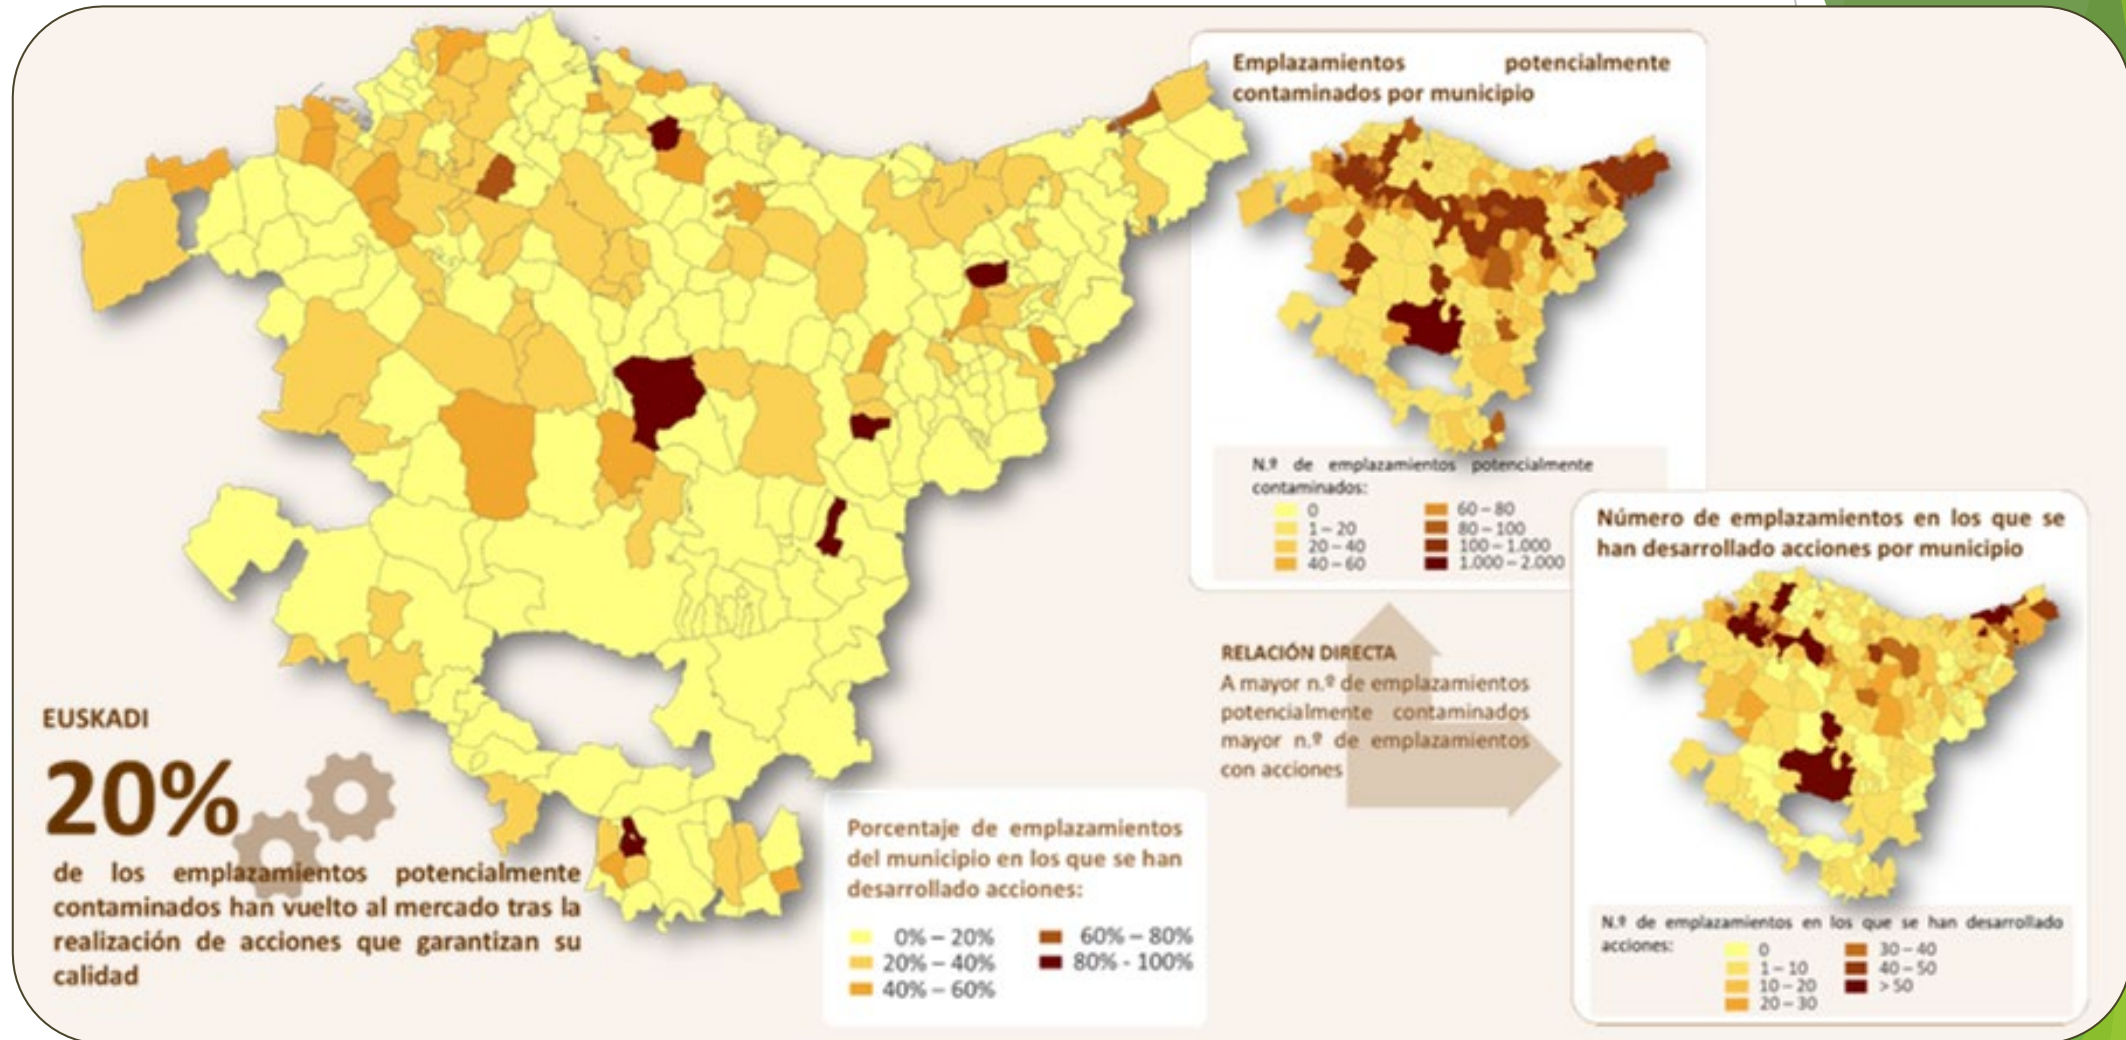 Emplazamientos potencialmente
contaminados por municipio
N.º de emplazamientos potencialmente
contaminados:
0
1 – 20
20 – 40
40 – 60
60 – 80
80 – 100
100 – 1.000
1.000 – 2.000
Número de emplazamientos en los que se
han desarrollado acciones por municipio
N.º de emplazamientos en los que se han desarrollado
acciones:
0
1 – 10
10 – 20
20 – 30
30 – 40
40 – 50
> 50
RELACIÓN DIRECTA
A mayor n.º de emplazamientos
potencialmente contaminados
mayor n.º de emplazamientos
con acciones
EUSKADI
20%
de los emplazamientos potencialmente
contaminados han vuelto al mercado tras la
realización de acciones que garantizan su
calidad
Porcentaje de emplazamientos
del municipio en los que se han
desarrollado acciones:
0% – 20%
20% – 40%
40% – 60%
60% – 80%
80% - 100%